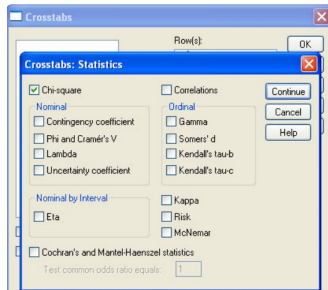 Crosstabs
Row(s):
OK
Crosstabs: Statistics
Chi-square
Correlations
Continue
Nominal
Ordinal
Cancel
Contingency coefficient
Gamma
Help
Phi and Cramér's V
Somers' d
Lambda
Kendall's tau-b
Uncertainty coefficient
Kendall's tau-c
Nominal by Interval
Kappa
Eta
Risk
McNemar
Cochran's and Mantel-Haenszel statistics
Test common odds ratio equals:
1